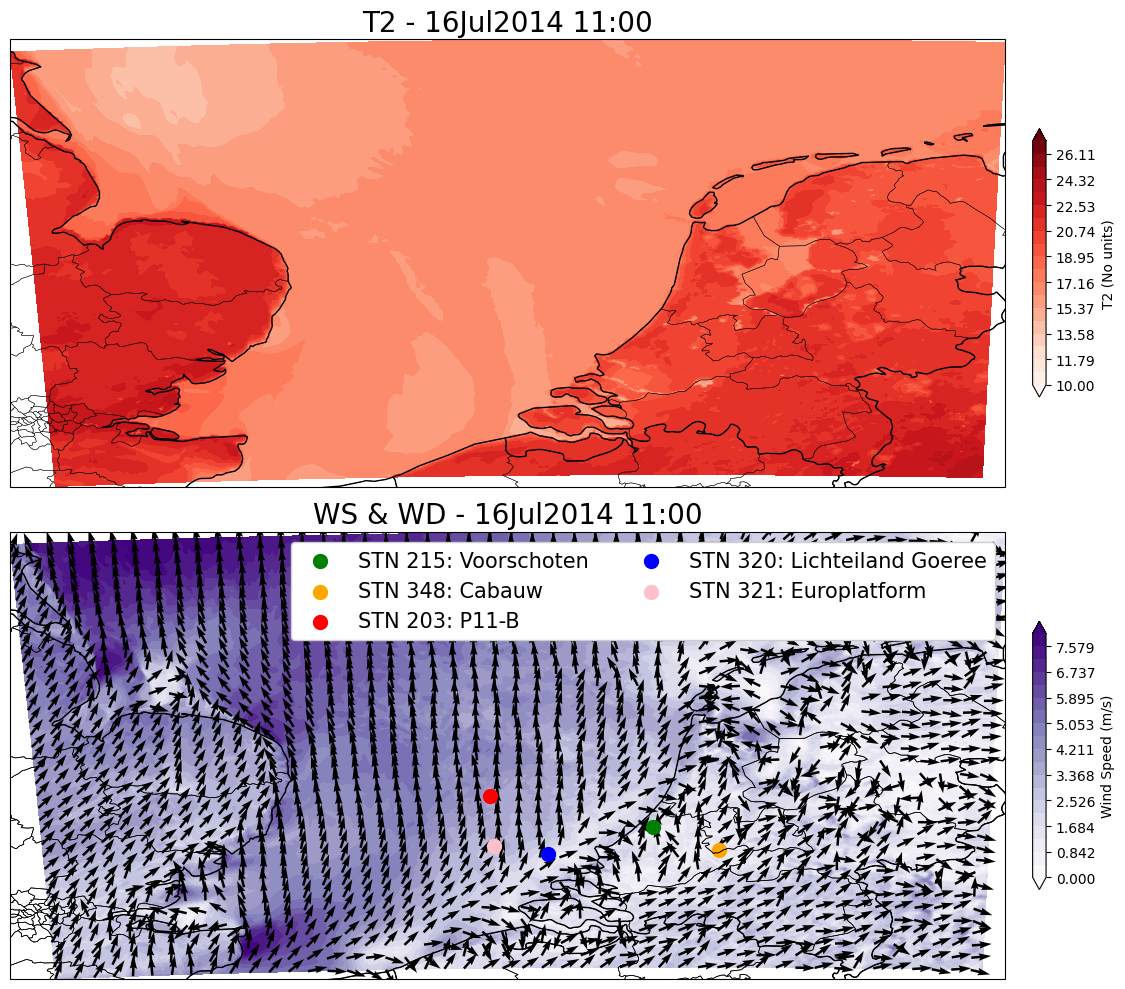 T2 - 16Jul2014 11:00
26.11
24.32
22.53
20.74
18.95
17.16
15.37
13.58
11.79
10.00
T2 (No units)
WS & WD - 16Jul2014 11:00
STN 215: Voorschoten
STN 348: Cabauw
STN 203: P11-B
STN 320: Lichteiland Goeree
STN 321: Europlatform
7.579
6.737
5.895
5.053
4.211
3.368
2.526
1.684
0.842
0.000
Wind Speed (m/s)